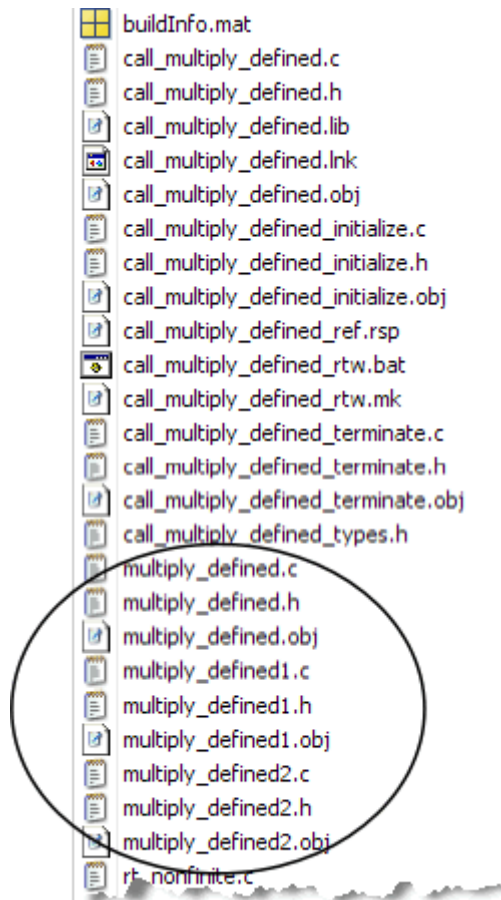 buildInfo.mat
call_multiply_defined.c
call_multiply_defined.h
call_multiply_defined.lib
call_multiply_defined.lnk
call_multiply_defined.obj
call_multiply_defined_initialize.c
call_multiply_defined_initialize.h
call_multiply_defined_initialize.obj
call_multiply_defined_ref.rsp
call_multiply_defined_rtw.bat
call_multiply_defined_rtw.mk
call_multiply_defined_terminate.c
call_multiply_defined_terminate.h
call_multiply_defined_terminate.obj
call_multiply_defined_types.h
multiply_defined.c
multiply_defined.h
multiply_defined.obj
multiply_defined1.c
multiply_defined1.h
multiply_defined1.obj
multiply_defined2.c
multiply_defined2.h
multiply_defined2.obj
rt_nonfinite.c